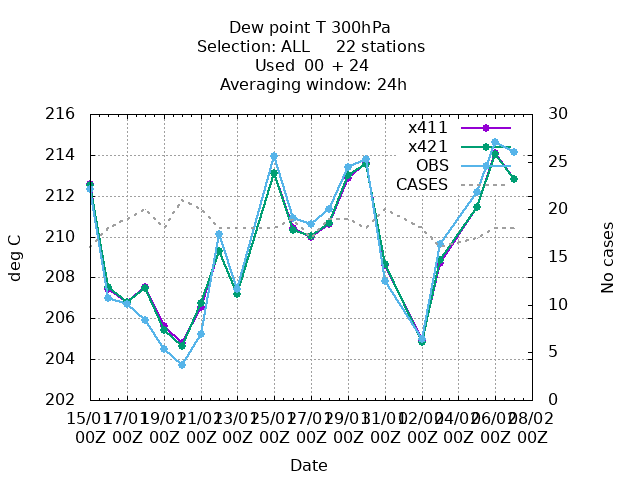 Dew point T 300hPa
Selection: ALL 22 stations
Used 00 + 24
Averaging window: 24h
216
214
212
210
208
206
204
202
deg C
30
25
20
15
10
5
0
No cases
x411
x421
OBS
CASES
15/01 17/01 19/01 21/01 23/01 25/01 27/01 29/01 31/01 02/02 04/02 06/02 08/02
00Z 00Z 00Z 00Z 00Z 00Z 00Z 00Z 00Z 00Z 00Z 00Z 00Z
Date